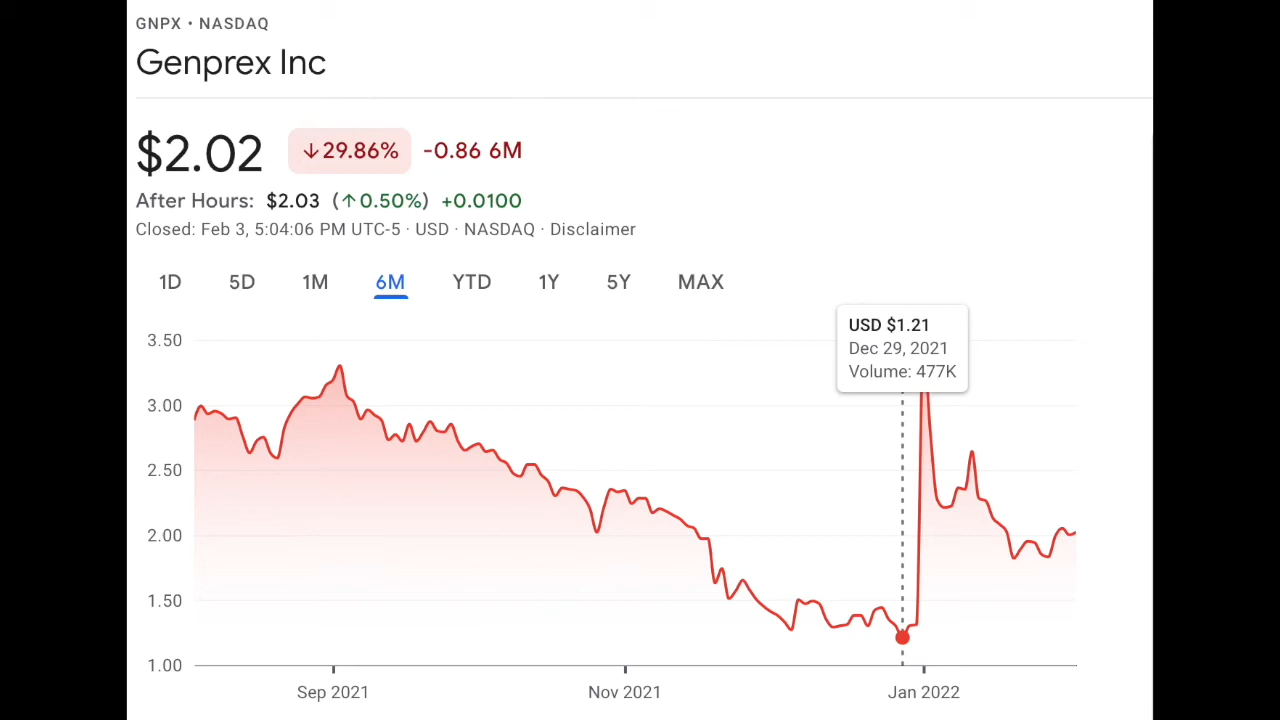 GNPX • NASDAQ
Genprex Inc
$2.02 ↓29.86% -0.86 6M
After Hours: $2.03 (↑0.50%) +0.0100
Closed: Feb 3, 5:04:06 PM UTC-5 · USD · NASDAQ · Disclaimer
1D 5D 1M 6M YTD 1Y 5Y MAX
USD $1.21
Dec 29, 2021
Volume: 477K
3.50
3.00
2.50
2.00
1.50
1.00
Sep 2021 Nov 2021 Jan 2022